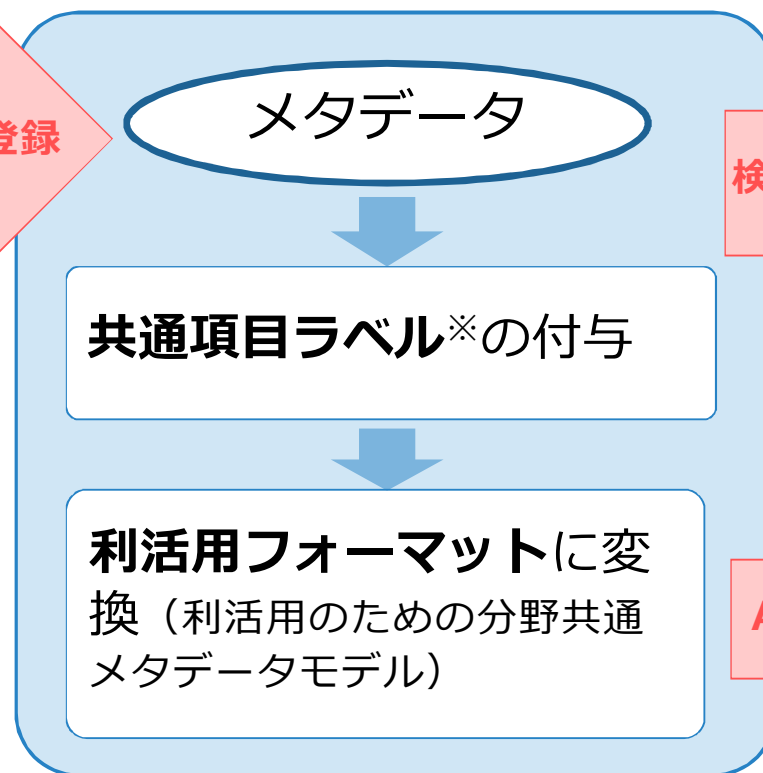 メタデータ
登録
検
共通項目ラベル※の付与
利活用フォーマットに変
換（利活用のための分野共通
メタデータモデル）
A